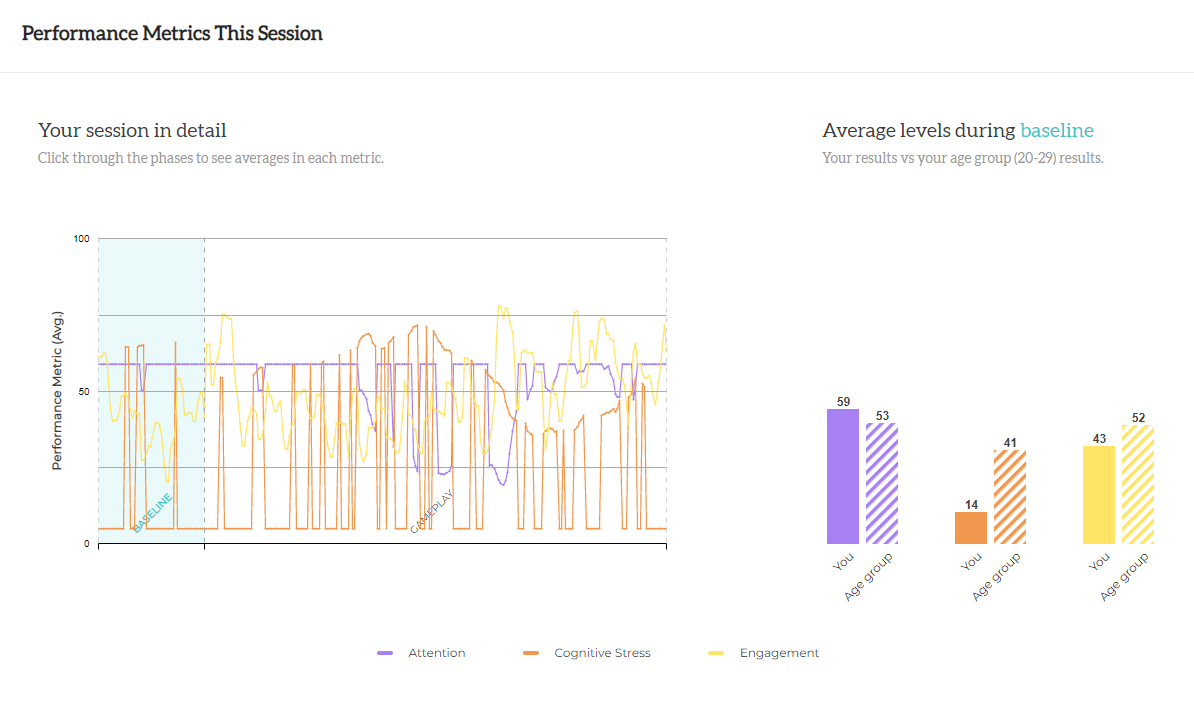 Performance Metrics This Session
Your session in detail
Click through the phases to see averages in each metric.
Performance Metric (Avg.)
100
50
0
BASELINE
GAMEPLAY
Average levels during baseline
Your results vs your age group (20-29) results.
59
53
14
41
43
52
You
Age group
You
Age group
You
Age group
Attention
Cognitive Stress
Engagement